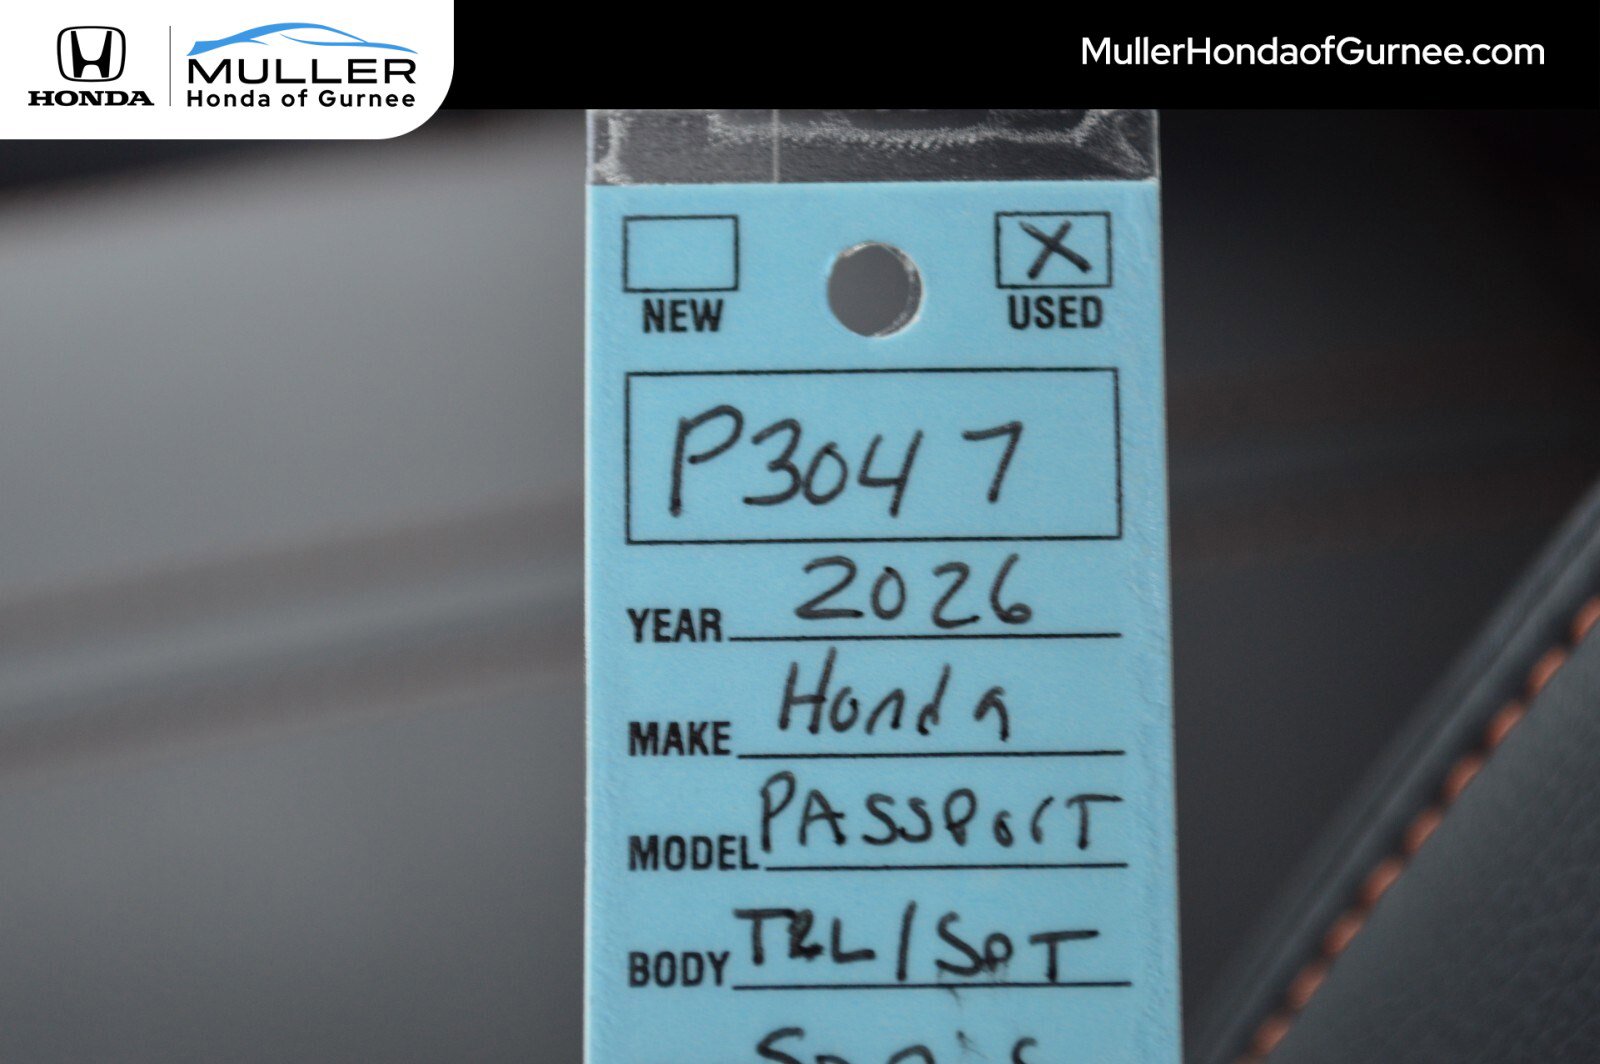 HONDA
MULLER
Honda of Gurnee
MullerHondaofGurnee.com
NEW
X USED
P3047
YEAR 2026
MAKE Honda
MODEL PASSPORT
BODY TRL/SPT